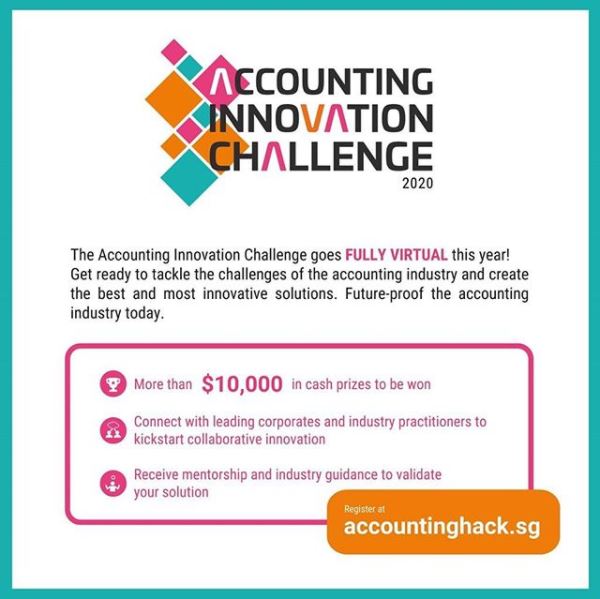 ACCOUNTING
INNOVATION
CHALLENGE
2020
The Accounting Innovation Challenge goes FULLY VIRTUAL this year!
Get ready to tackle the challenges of the accounting industry and create
the best and most innovative solutions. Future-proof the accounting
industry today.
More than $10,000 in cash prizes to be won
Connect with leading corporates and industry practitioners to
kickstart collaborative innovation
Receive mentorship and industry guidance to validate
your solution
Register at
accountinghack.sg